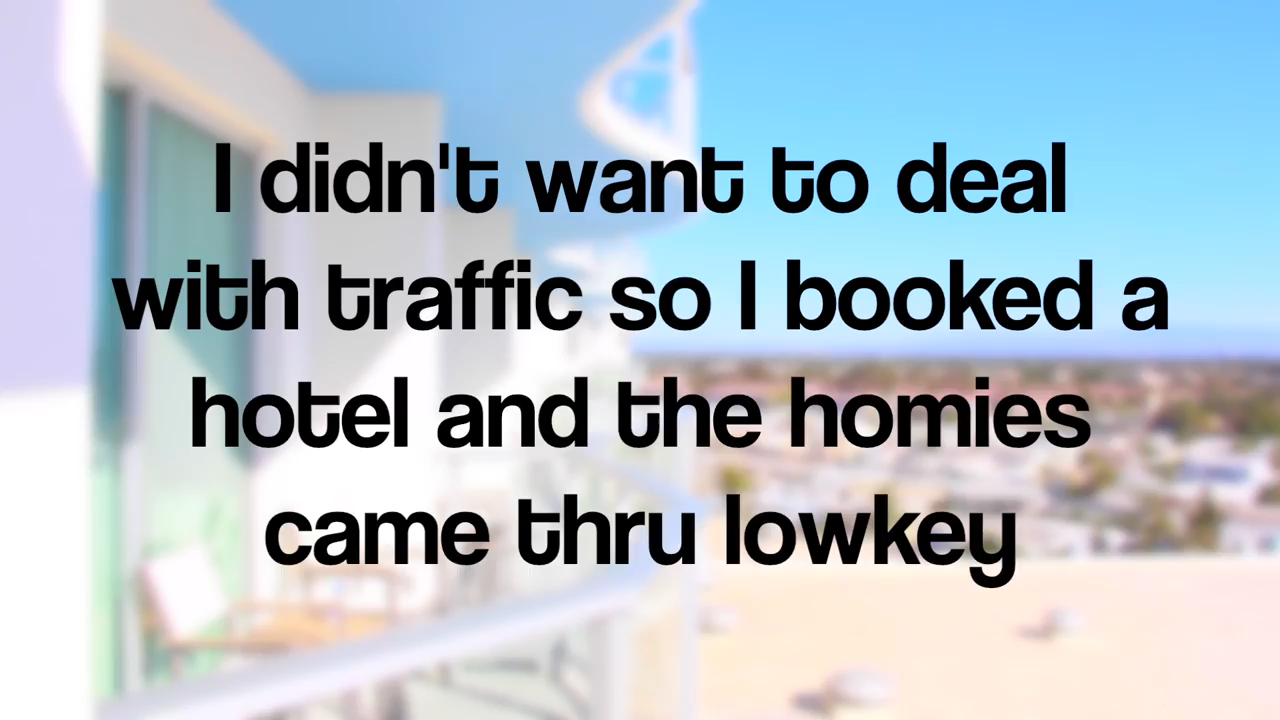 I didn't want to deal
with traffic so I booked a
hotel and the homies
came thru lowkey